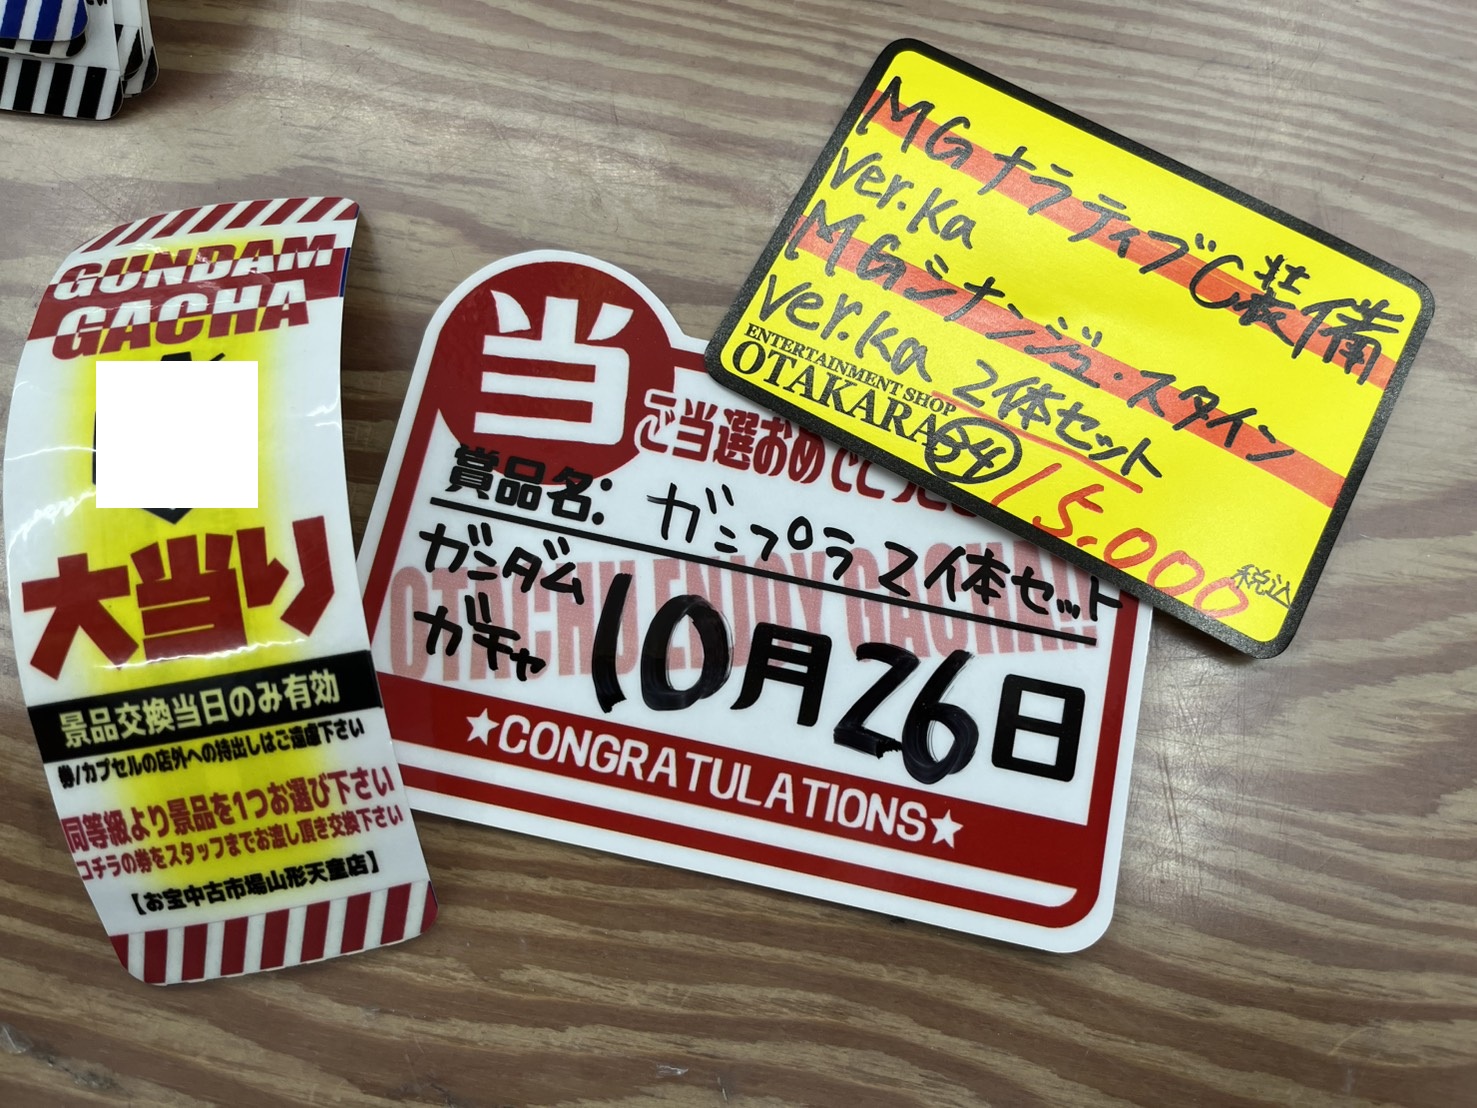 GUNDAM
GACHA
大当り
景品交換当日のみ有効
券/カプセルの店外への持出しはご遠慮下さい
同等級より景品を1つお選び下さい
コチラの券をスタッフまでお渡し頂き交換下さい
【お宝中古市場山形天童店】
当
ご当選おめでとうござ
賞品名: ガンプラ2体セット
ガンダム
ガチャ
10月26日
OTACHU ENJOY GACHA!!
★CONGRATULATIONS★
MGナラティブC装備
ver.ka
MGシナンジュ・スタイン
ver.ka 2体セット
ENTERTAINMENT SHOP
OTAKARA
34
15.000
税込